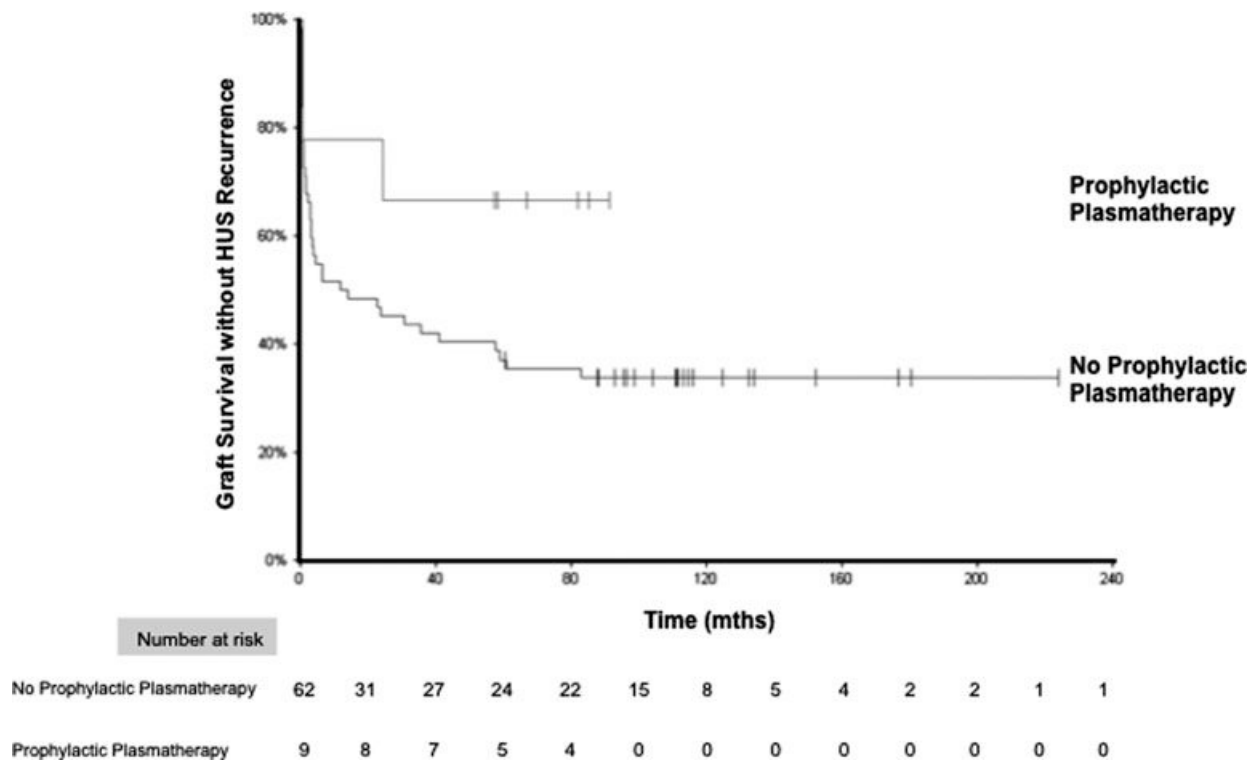 100%
80%
60%
40%
20%
0%
Graft Survival without HUS Recurrence
Prophylactic
Plasmatherapy
No Prophylactic
Plasmatherapy
0 40 80 120 160 200 240
Time (mths)
Number at risk
No Prophylactic Plasmatherapy 62 31 27 24 22 15 8 5 4 2 2 1 1
Prophylactic Plasmatherapy 9 8 7 5 4 0 0 0 0 0 0 0 0